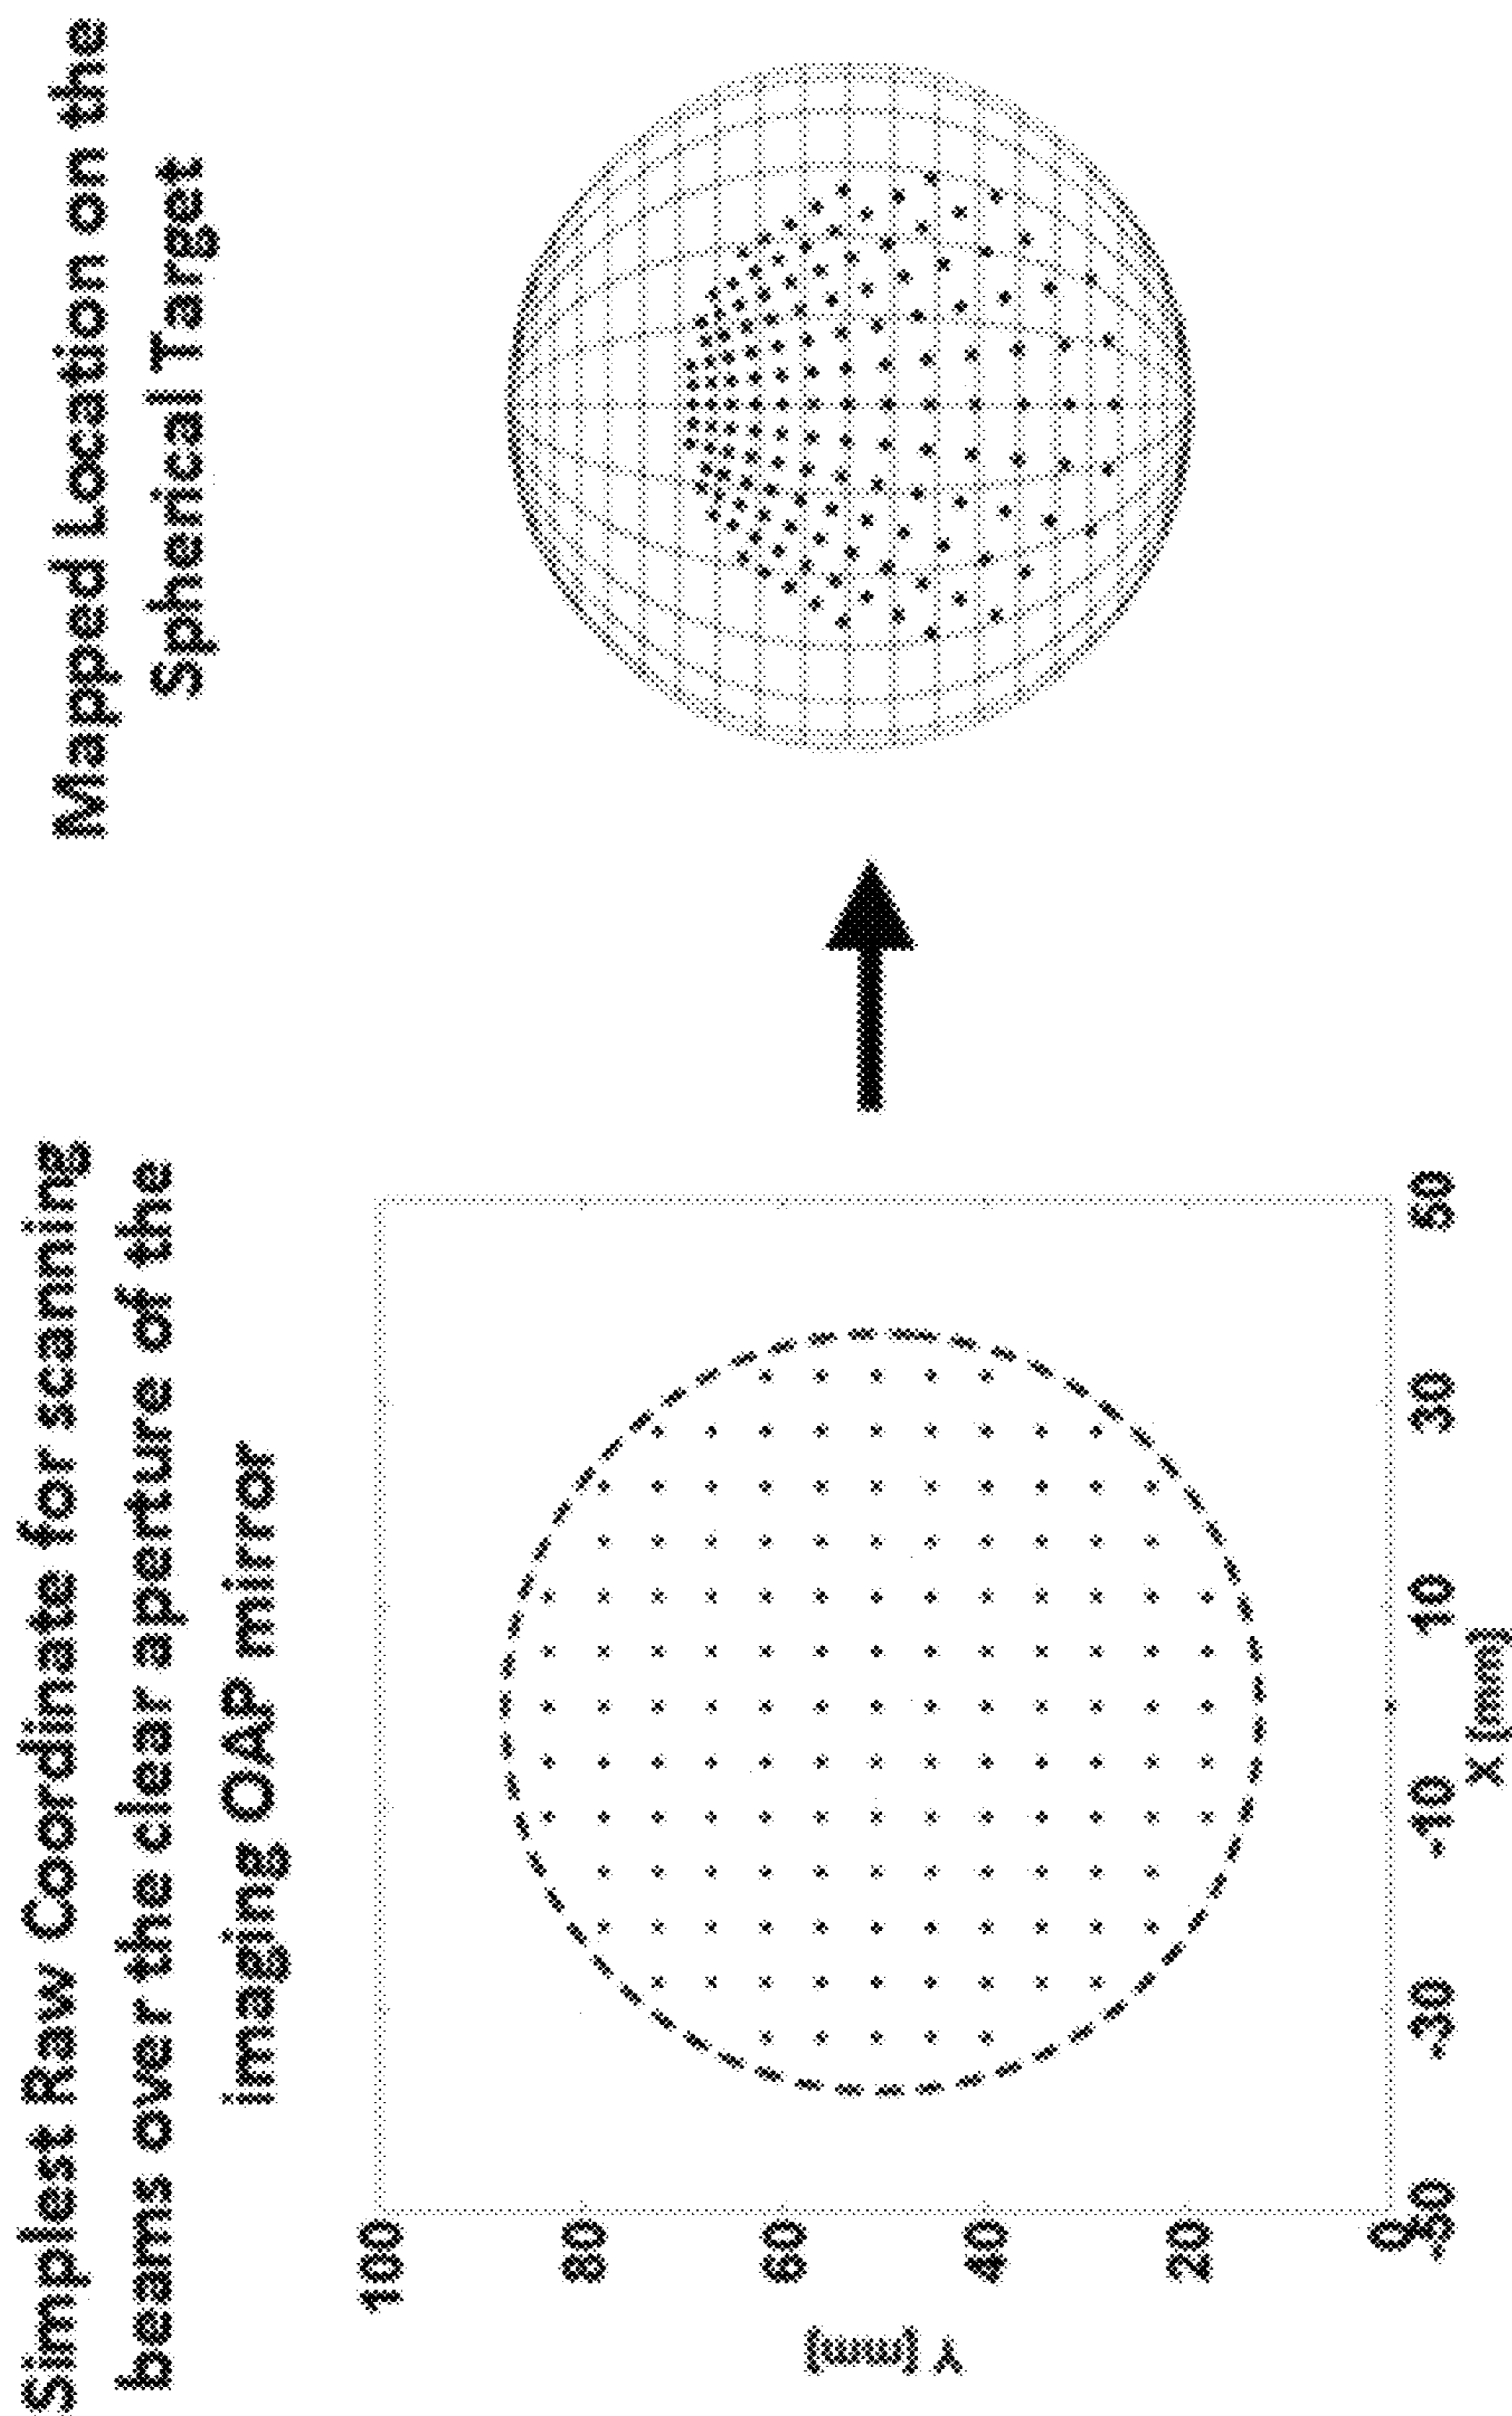 Simplest Raw Coordinate for scanning
beams over the clear aperture of the
imaging OAP mirror
Y [mm]
100
80
60
40
20
0
-50
-30
-10
10
30
50
X [mm]
Mapped Location on the
Spherical Target